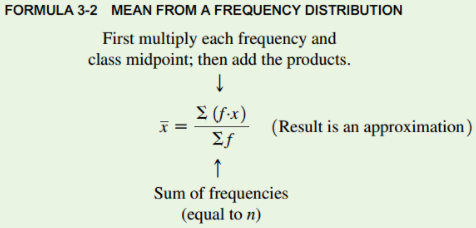 FORMULA 3-2 MEAN FROM A FREQUENCY DISTRIBUTION
First multiply each frequency and
class midpoint; then add the products.
↓
x̄ = Σ (f·x) / Σf (Result is an approximation)
↑
Sum of frequencies
(equal to n)